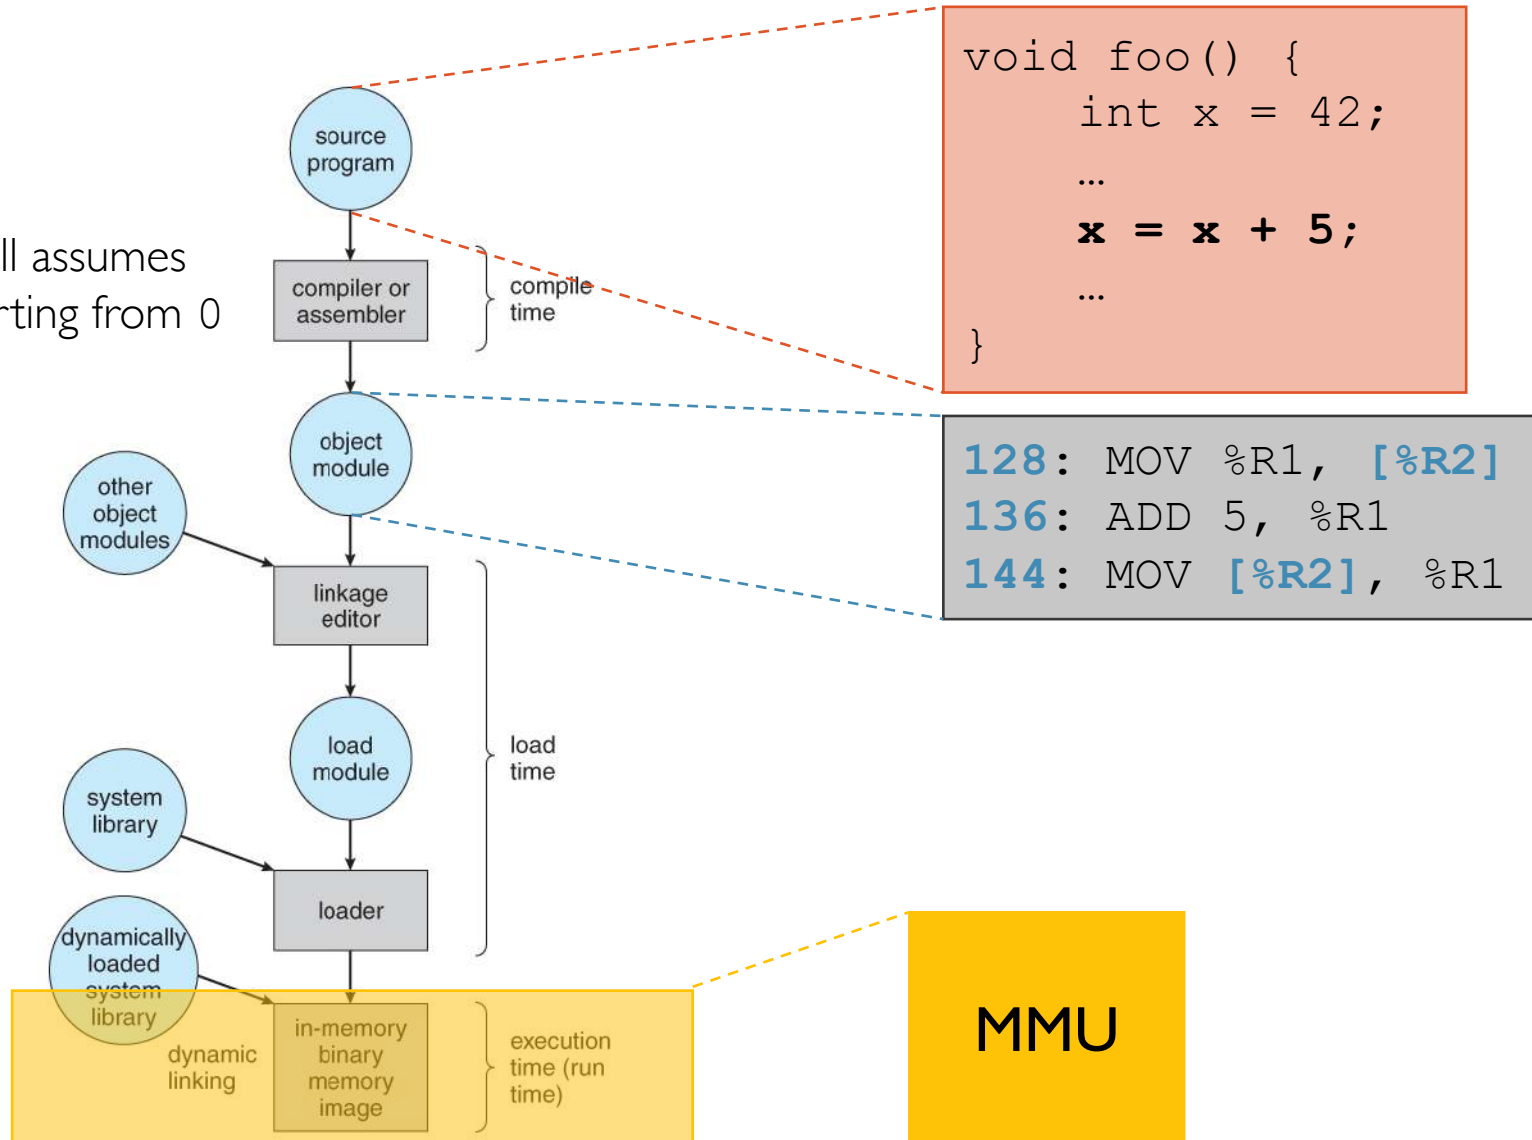 source
program
ll assumes
rting from 0
compiler or
assembler
compile
time
object
module
other
object
modules
linkage
editor
load
module
load
time
system
library
loader
dynamically
loaded
system
library
dynamic
linking
in-memory
binary
memory
image
execution
time (run
time)
void foo() {
int x = 42;
…
x = x + 5;
…
}
128: MOV %R1, [%R2]
136: ADD 5, %R1
144: MOV [%R2], %R1
MMU